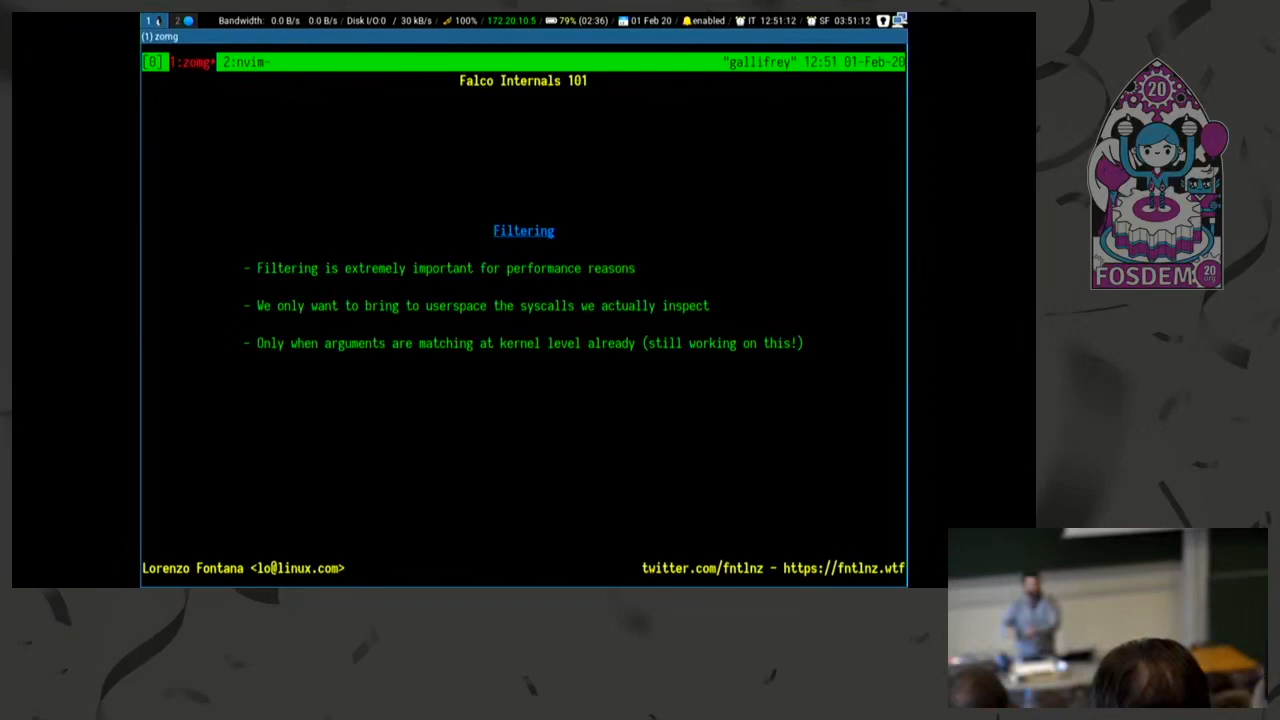 1 2 Bandwidth: 0.0 B/s 0.0 B/s / Disk I/O:0 / 30 kB/s / 100% / 172.20.10.5 / 79% (02:36) / 01 Feb 20 / enabled / IT 12:51:12 / SF 03:51:12
(1) zomg
[0] 1:zomg* 2:nvim- "gallifrey" 12:51 01-Feb-20
Falco Internals 101
20
Filtering
- Filtering is extremely important for performance reasons
- We only want to bring to userspace the syscalls we actually inspect
- Only when arguments are matching at kernel level already (still working on this!)
FOSDEM 20 .org
Lorenzo Fontana <lo@linux.com> twitter.com/fntlnz - https://fntlnz.wtf